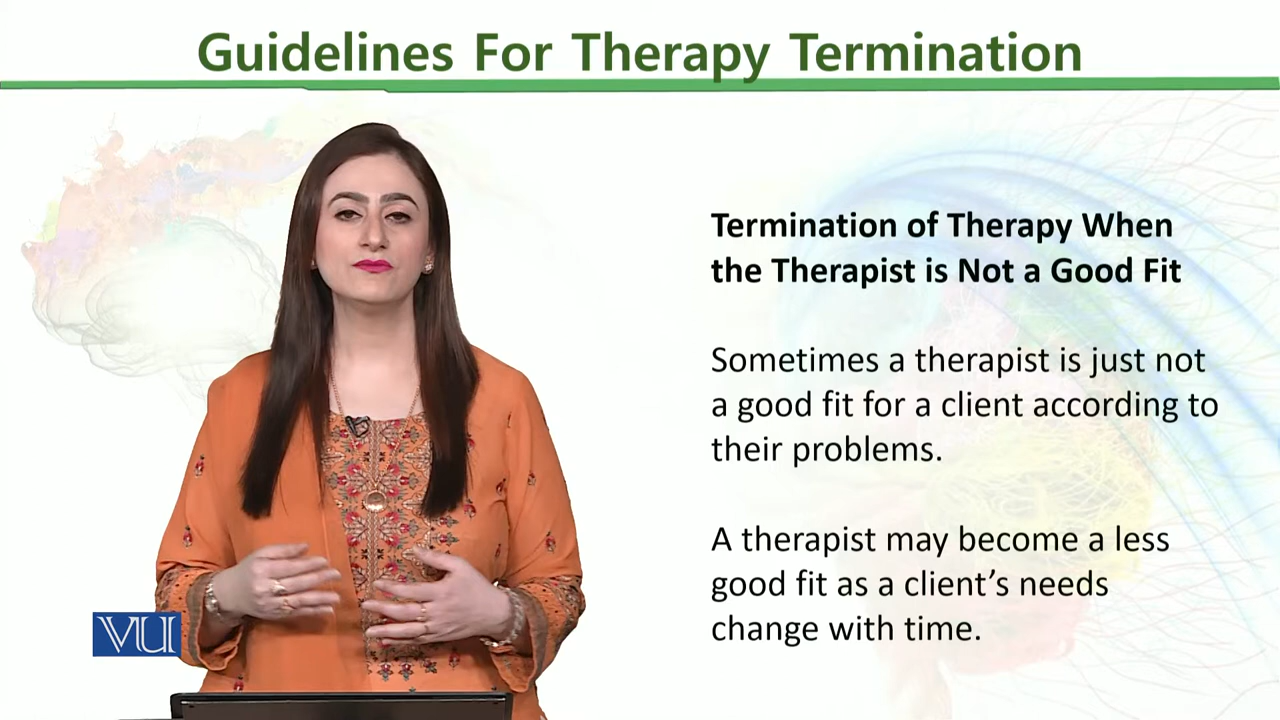 Guidelines For Therapy Termination
Termination of Therapy When
the Therapist is Not a Good Fit
Sometimes a therapist is just not
a good fit for a client according to
their problems.
A therapist may become a less
good fit as a client’s needs
change with time.
VU